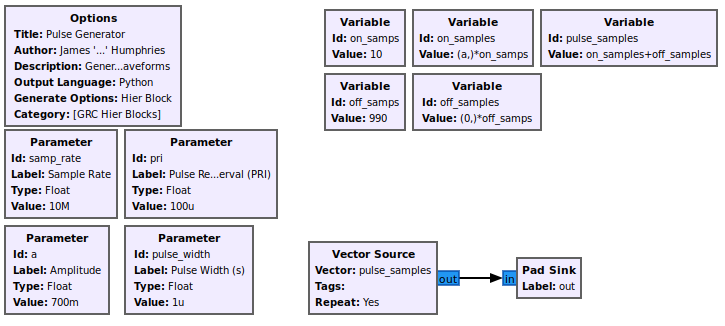 Options
Title: Pulse Generator
Author: James '...' Humphries
Description: Gener...aveforms
Output Language: Python
Generate Options: Hier Block
Category: [GRC Hier Blocks]
Variable
Id: on_samps
Value: 10
Variable
Id: on_samples
Value: (a,)*on_samps
Variable
Id: pulse_samples
Value: on_samples+off_samples
Variable
Id: off_samps
Value: 990
Variable
Id: off_samples
Value: (0,)*off_samps
Parameter
Id: samp_rate
Label: Sample Rate
Type: Float
Value: 10M
Parameter
Id: pri
Label: Pulse Re...erval (PRI)
Type: Float
Value: 100u
Parameter
Id: a
Label: Amplitude
Type: Float
Value: 700m
Parameter
Id: pulse_width
Label: Pulse Width (s)
Type: Float
Value: 1u
Vector Source
Vector: pulse_samples
Tags:
Repeat: Yes
out
in
Pad Sink
Label: out